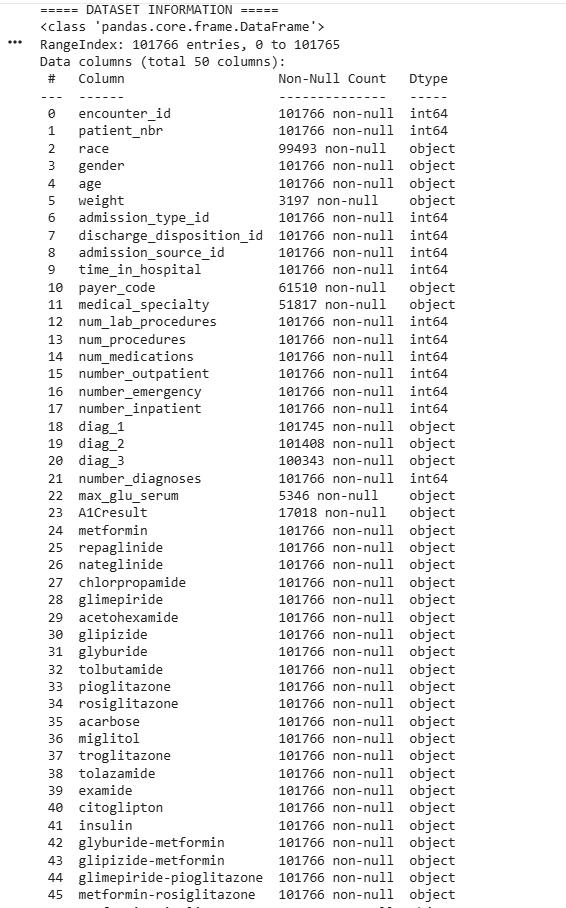 ===== DATASET INFORMATION =====
<class 'pandas.core.frame.DataFrame'>
RangeIndex: 101766 entries, 0 to 101765
Data columns (total 50 columns):
 #   Column                    Non-Null Count   Dtype
---  ------                    --------------   -----
 0   encounter_id              101766 non-null  int64
 1   patient_nbr               101766 non-null  int64
 2   race                      99493 non-null   object
 3   gender                    101766 non-null  object
 4   age                       101766 non-null  object
 5   weight                    3197 non-null    object
 6   admission_type_id         101766 non-null  int64
 7   discharge_disposition_id  101766 non-null  int64
 8   admission_source_id       101766 non-null  int64
 9   time_in_hospital          101766 non-null  int64
 10  payer_code                61510 non-null   object
 11  medical_specialty         51817 non-null   object
 12  num_lab_procedures        101766 non-null  int64
 13  num_procedures            101766 non-null  int64
 14  num_medications           101766 non-null  int64
 15  number_outpatient         101766 non-null  int64
 16  number_emergency          101766 non-null  int64
 17  number_inpatient          101766 non-null  int64
 18  diag_1                    101745 non-null  object
 19  diag_2                    101408 non-null  object
 20  diag_3                    100343 non-null  object
 21  number_diagnoses          101766 non-null  int64
 22  max_glu_serum             5346 non-null    object
 23  A1Cresult                 17018 non-null   object
 24  metformin                 101766 non-null  object
 25  repaglinide               101766 non-null  object
 26  nateglinide               101766 non-null  object
 27  chlorpropamide            101766 non-null  object
 28  glimepiride               101766 non-null  object
 29  acetohexamide             101766 non-null  object
 30  glipizide                 101766 non-null  object
 31  glyburide                 101766 non-null  object
 32  tolbutamide               101766 non-null  object
 33  pioglitazone              101766 non-null  object
 34  rosiglitazone             101766 non-null  object
 35  acarbose                  101766 non-null  object
 36  miglitol                  101766 non-null  object
 37  troglitazone              101766 non-null  object
 38  tolazamide                101766 non-null  object
 39  examide                   101766 non-null  object
 40  citoglipton               101766 non-null  object
 41  insulin                   101766 non-null  object
 42  glyburide-metformin       101766 non-null  object
 43  glipizide-metformin       101766 non-null  object
 44  glimepiride-pioglitazone  101766 non-null  object
 45  metformin-rosiglitazone   101766 non-null  object